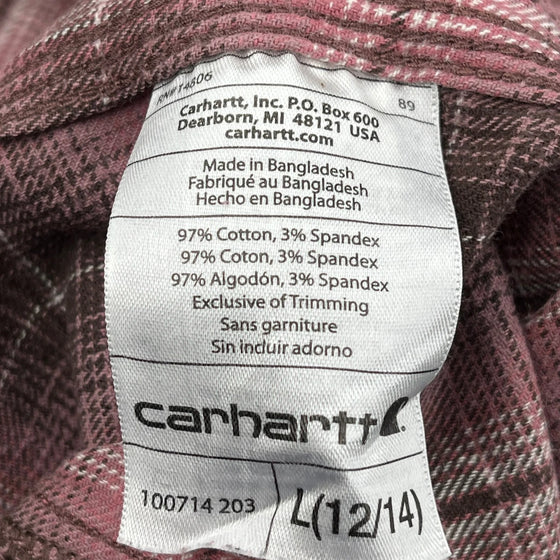 RN# 14806
89
Carhartt, Inc. P.O. Box 600
Dearborn, MI 48121 USA
carhartt.com
Made in Bangladesh
Fabriqué au Bangladesh
Hecho en Bangladesh
97% Cotton, 3% Spandex
97% Coton, 3% Spandex
97% Algodón, 3% Spandex
Exclusive of Trimming
Sans garniture
Sin incluir adorno
carhartt
100714 203
L(12/14)